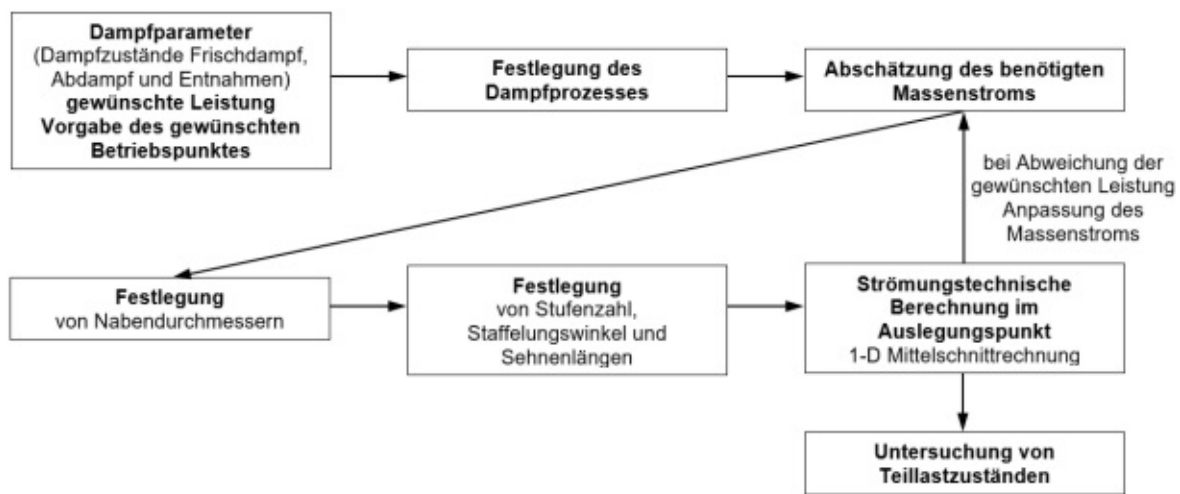 Dampfparameter
(Dampfzustände Frischdampf,
Abdampf und Entnahmen)
gewünschte Leistung
Vorgabe des gewünschten
Betriebspunktes
Festlegung des
Dampfprozesses
Abschätzung des benötigten
Massenstroms
bei Abweichung der
gewünschten Leistung
Anpassung des
Massenstroms
Festlegung
von Nabendurchmessern
Festlegung
von Stufenzahl,
Staffelungswinkel und
Sehnenlängen
Strömungstechnische
Berechnung im
Auslegungspunkt
1-D Mittelschnittrechnung
Untersuchung von
Teillastzuständen